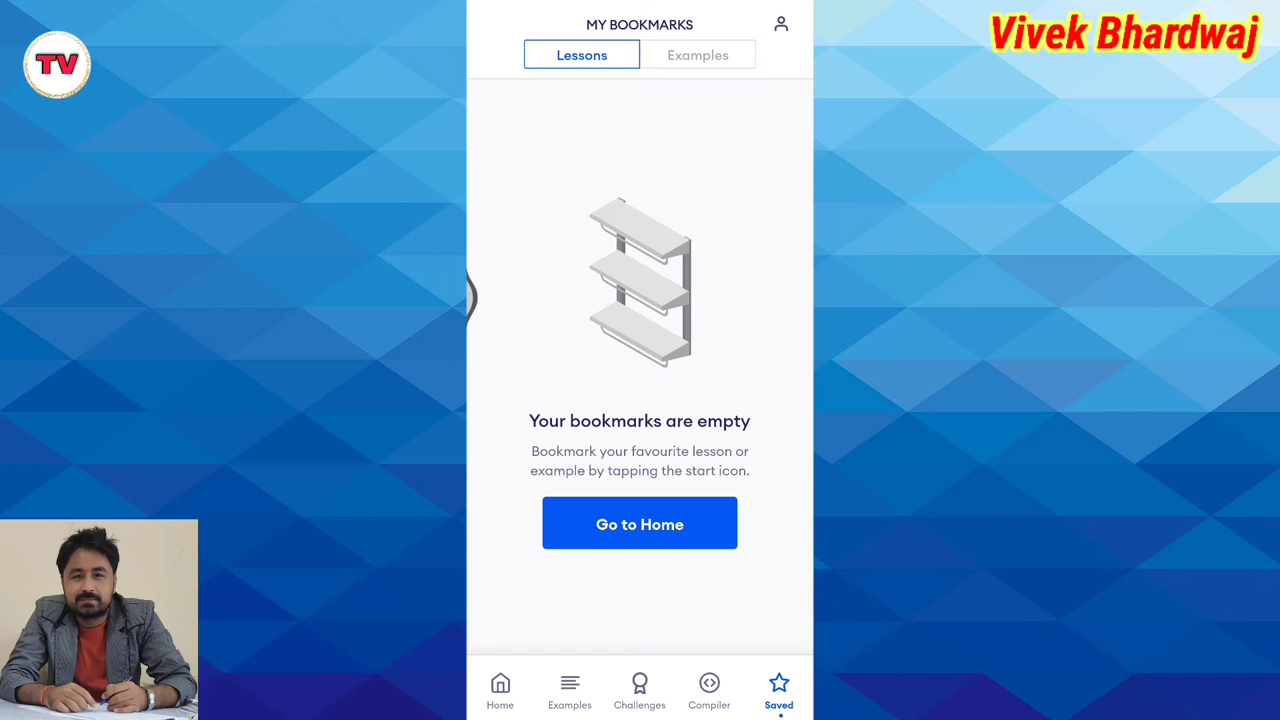 TV
Vivek Bhardwaj
MY BOOKMARKS
Lessons
Examples
Your bookmarks are empty
Bookmark your favourite lesson or
example by tapping the start icon.
Go to Home
Home
Examples
Challenges
Compiler
Saved